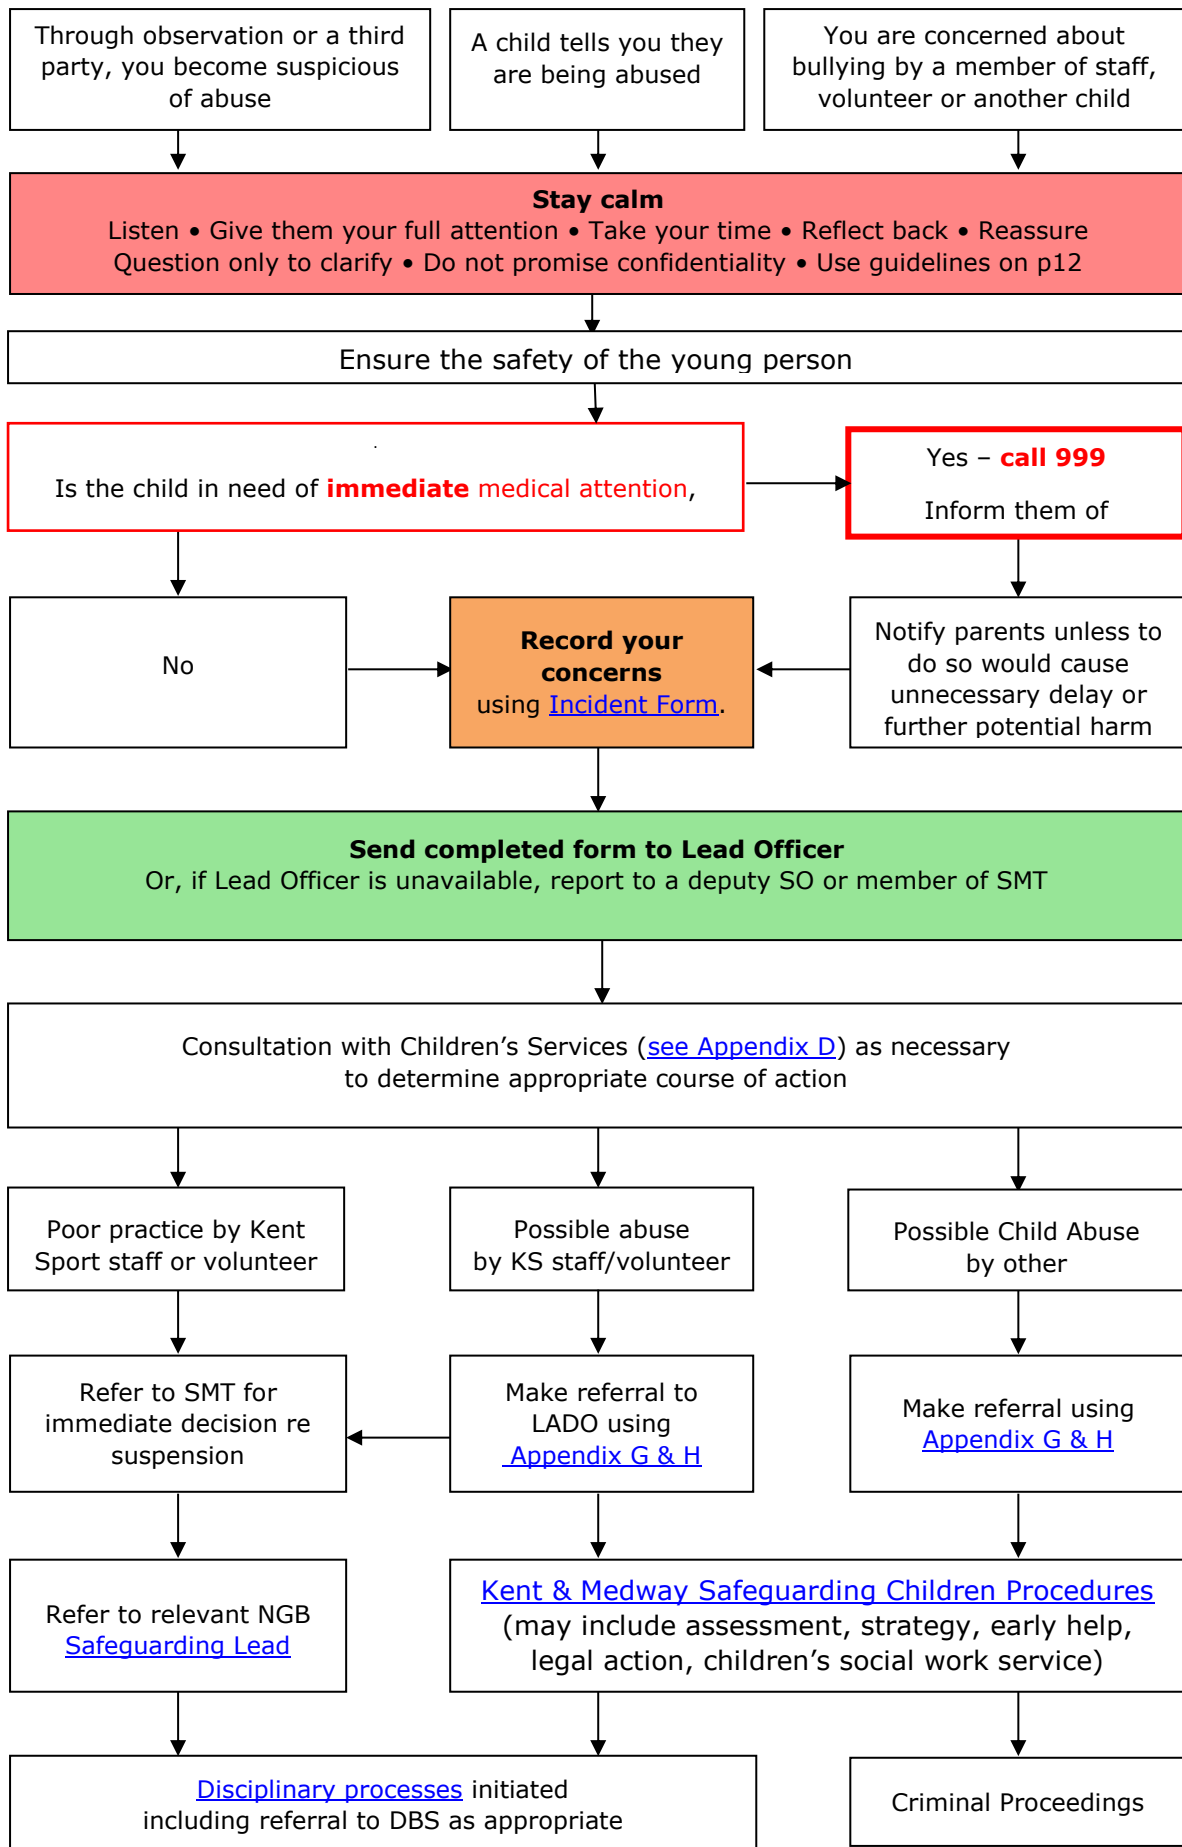 Through observation or a third
party, you become suspicious
of abuse
A child tells you they
are being abused
You are concerned about
bullying by a member of staff,
volunteer or another child
Stay calm
Listen • Give them your full attention • Take your time • Reflect back • Reassure
Question only to clarify • Do not promise confidentiality • Use guidelines on p12
Ensure the safety of the young person
.
Is the child in need of immediate medical attention,
Yes – call 999
Inform them of
No
Record your
concerns
using Incident Form.
Notify parents unless to
do so would cause
unnecessary delay or
further potential harm
Send completed form to Lead Officer
Or, if Lead Officer is unavailable, report to a deputy SO or member of SMT
Consultation with Children's Services (see Appendix D) as necessary
to determine appropriate course of action
Poor practice by Kent
Sport staff or volunteer
Possible abuse
by KS staff/volunteer
Possible Child Abuse
by other
Refer to SMT for
immediate decision re
suspension
Make referral to
LADO using
Appendix G & H
Make referral using
Appendix G & H
Refer to relevant NGB
Safeguarding Lead
Kent & Medway Safeguarding Children Procedures
(may include assessment, strategy, early help,
legal action, children's social work service)
Disciplinary processes initiated
including referral to DBS as appropriate
Criminal Proceedings